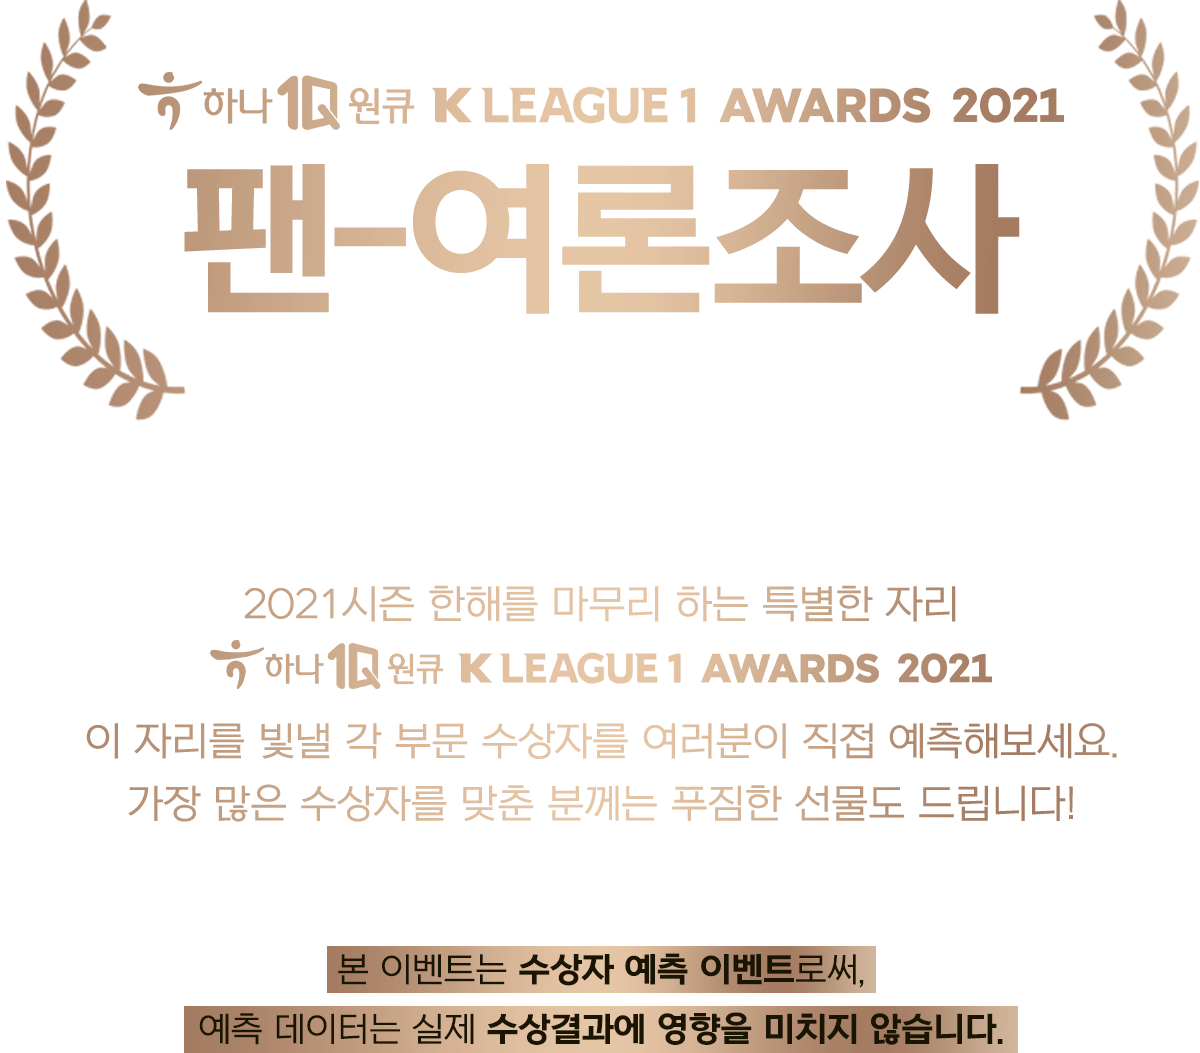 하나 1Q 원큐 K LEAGUE 1 AWARDS 2021
팬-여론조사
2021시즌 한해를 마무리 하는 특별한 자리
하나 1Q 원큐 K LEAGUE 1 AWARDS 2021
이 자리를 빛낼 각 부문 수상자를 여러분이 직접 예측해보세요.
가장 많은 수상자를 맞춘 분께는 푸짐한 선물도 드립니다!
본 이벤트는 수상자 예측 이벤트로써,
예측 데이터는 실제 수상결과에 영향을 미치지 않습니다.